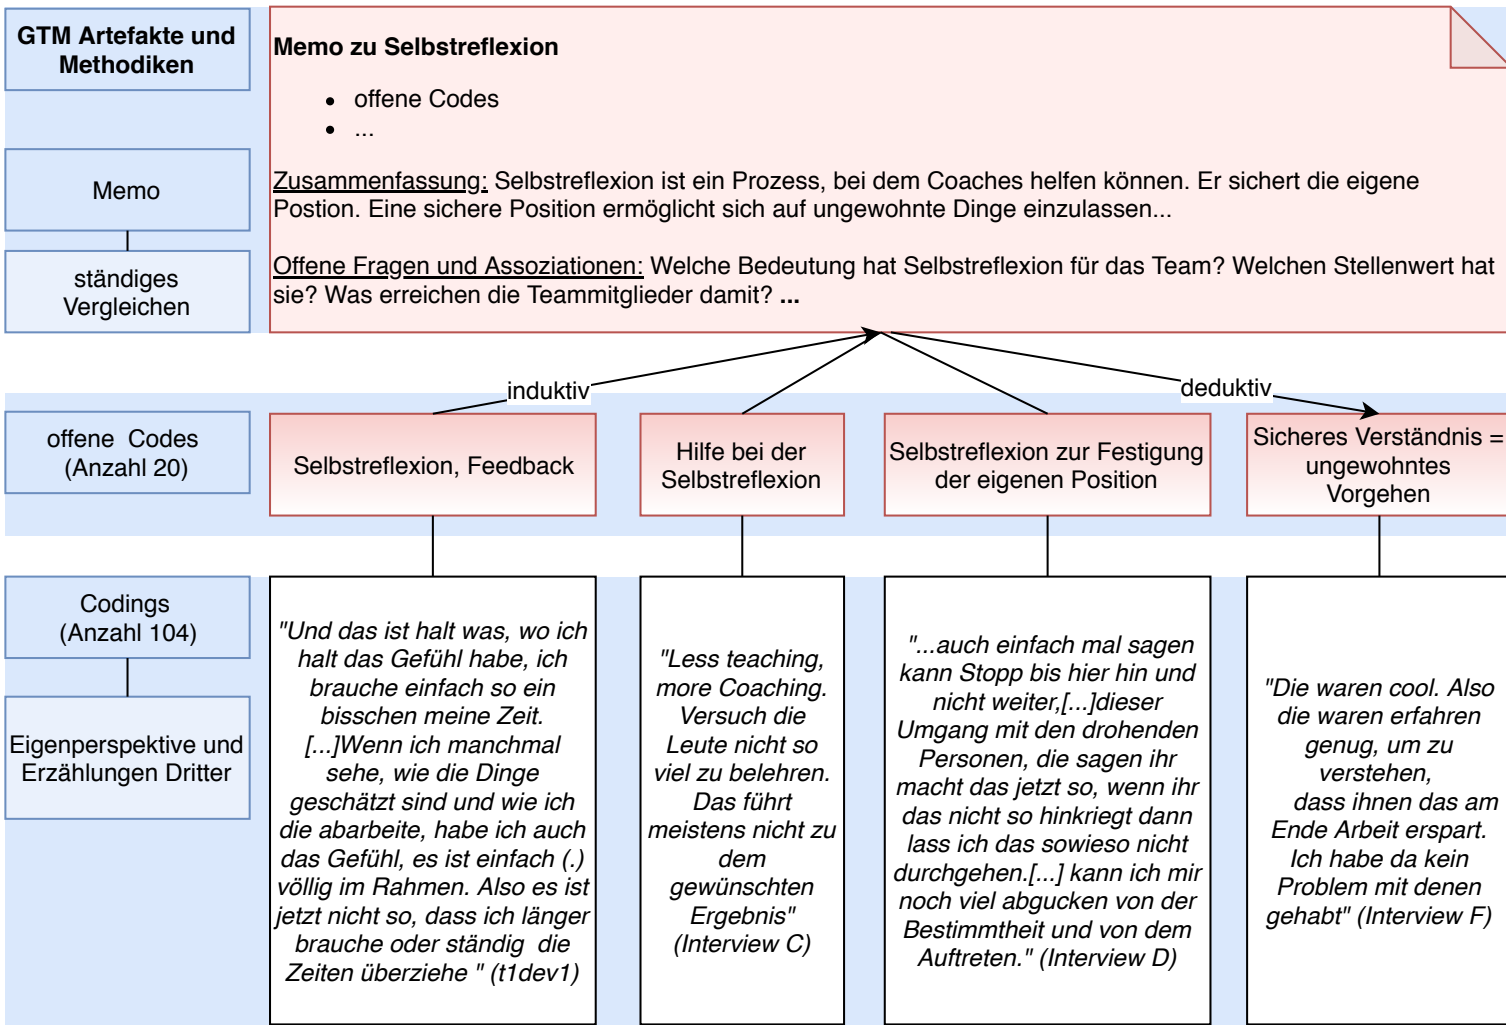 GTM Artefakte und
Methodiken
Memo zu Selbstreflexion
offene Codes
...
Memo
Zusammenfassung: Selbstreflexion ist ein Prozess, bei dem Coaches helfen können. Er sichert die eigene
Postion. Eine sichere Position ermöglicht sich auf ungewohnte Dinge einzulassen...
ständiges
Vergleichen
Offene Fragen und Assoziationen: Welche Bedeutung hat Selbstreflexion für das Team? Welchen Stellenwert hat
sie? Was erreichen die Teammitglieder damit? ...
induktiv
deduktiv
offene Codes
(Anzahl 20)
Selbstreflexion, Feedback
Hilfe bei der
Selbstreflexion
Selbstreflexion zur Festigung
der eigenen Position
Sicheres Verständnis =
ungewohntes
Vorgehen
Codings
(Anzahl 104)
Eigenperspektive und
Erzählungen Dritter
"Und das ist halt was, wo ich
halt das Gefühl habe, ich
brauche einfach so ein
bisschen meine Zeit.
[...]Wenn ich manchmal
sehe, wie die Dinge
geschätzt sind und wie ich
die abarbeite, habe ich auch
das Gefühl, es ist einfach (.)
völlig im Rahmen. Also es ist
jetzt nicht so, dass ich länger
brauche oder ständig die
Zeiten überziehe " (t1dev1)
"Less teaching,
more Coaching.
Versuch die
Leute nicht so
viel zu belehren.
Das führt
meistens nicht zu
dem
gewünschten
Ergebnis"
(Interview C)
"...auch einfach mal sagen
kann Stopp bis hier hin und
nicht weiter,[...]dieser
Umgang mit den drohenden
Personen, die sagen ihr
macht das jetzt so, wenn ihr
das nicht so hinkriegt dann
lass ich das sowieso nicht
durchgehen.[...] kann ich mir
noch viel abgucken von der
Bestimmtheit und von dem
Auftreten." (Interview D)
"Die waren cool. Also
die waren erfahren
genug, um zu
verstehen,
dass ihnen das am
Ende Arbeit erspart.
Ich habe da kein
Problem mit denen
gehabt" (Interview F)